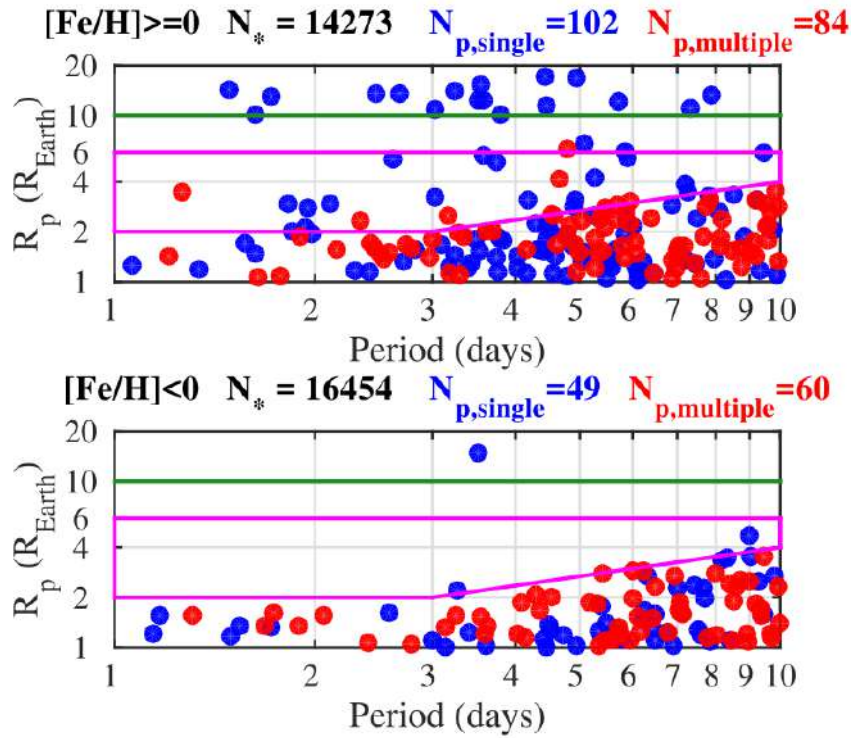 [Fe/H]>=0 N* = 14273 Np,single=102 Np,multiple=84
20
10
6
4
2
1
Rp (REarth)
1 2 3 4 5 6 7 8 9 10
Period (days)
[Fe/H]<0 N* = 16454 Np,single=49 Np,multiple=60
20
10
6
4
2
1
Rp (REarth)
1 2 3 4 5 6 7 8 9 10
Period (days)